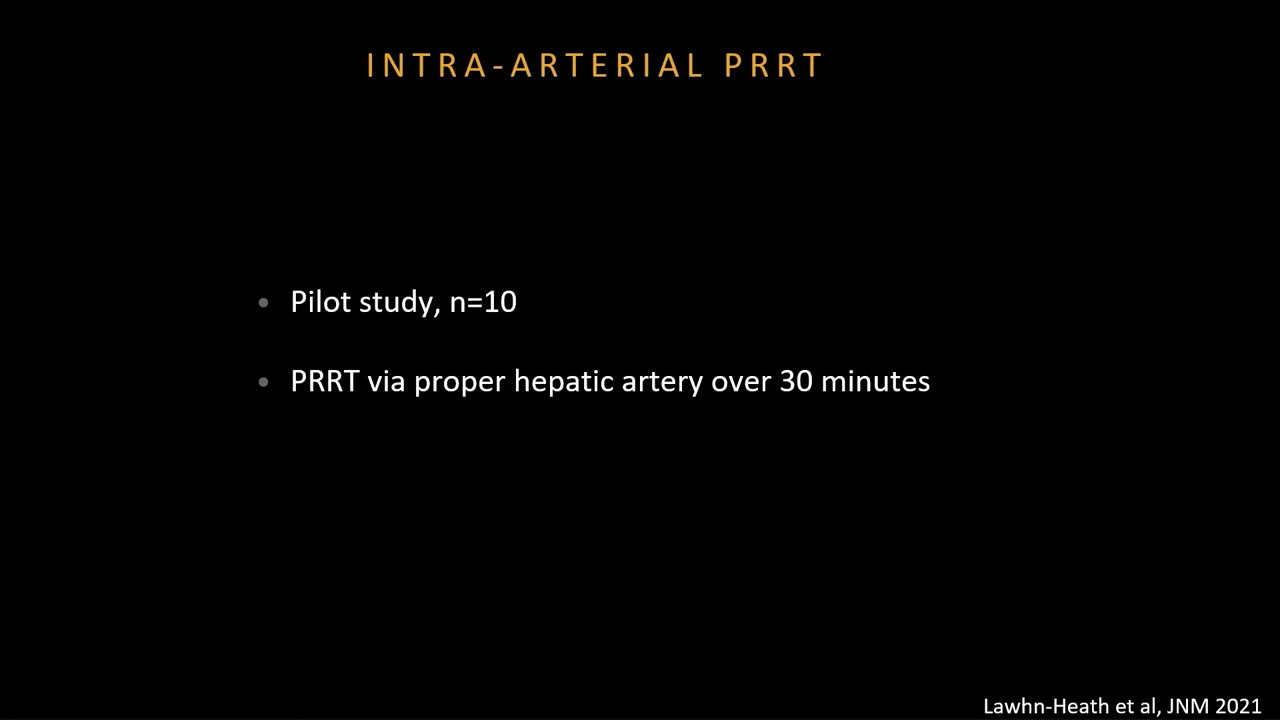 INTRA-ARTERIAL PRRT
• Pilot study, n=10
• PRRT via proper hepatic artery over 30 minutes
Lawhn-Heath et al, JNM 2021